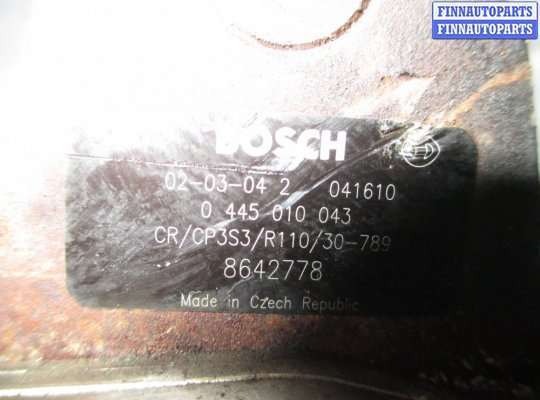 FINNAUTOPARTS
FINNAUTOPARTS
BOSCH
02-03-04 2 041610
0 445 010 043
CR/CP3S3/R110/30-789
8642778
Made in Czech Republic